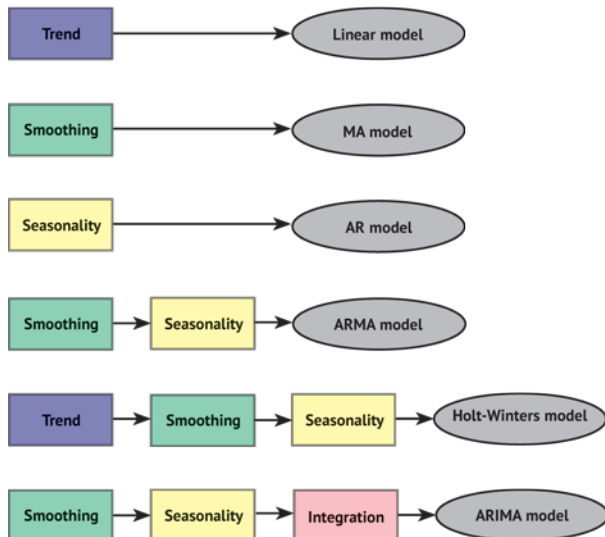 Trend Linear model
Smoothing MA model
Seasonality AR model
Smoothing Seasonality ARMA model
Trend Smoothing Seasonality Holt-Winters model
Smoothing Seasonality Integration ARIMA model